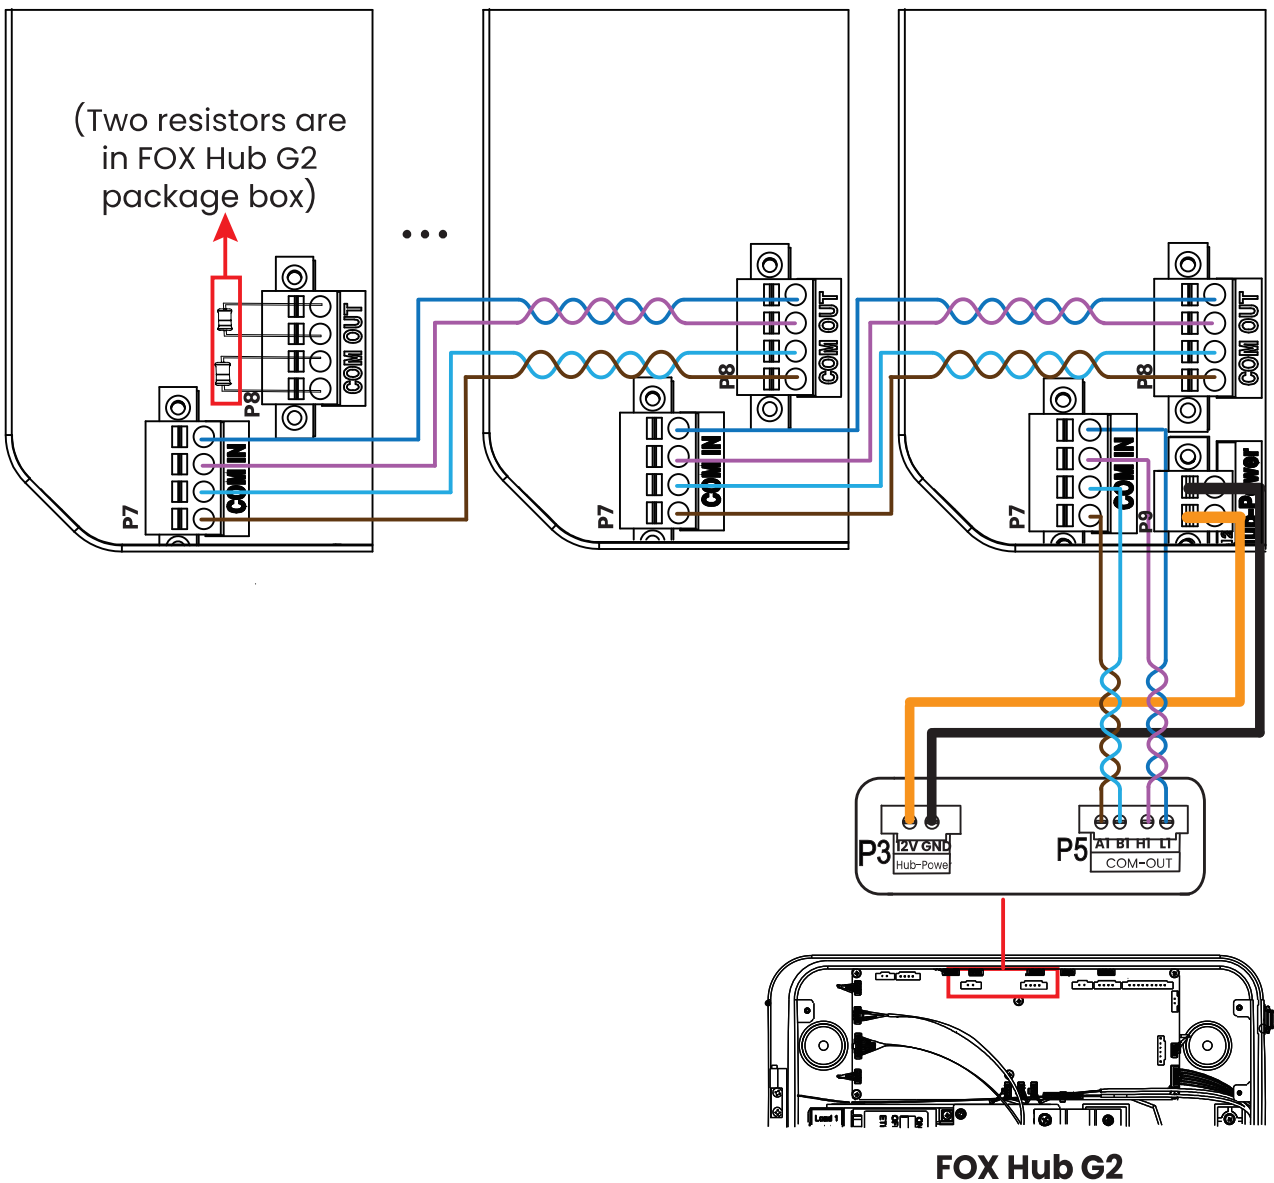 (Two resistors are
in FOX Hub G2
package box)
P8
COM OUT
P7
COM IN
P8
COM OUT
P7
COM IN
P8
COM OUT
P7
COM IN
P9
P3
12V GND
Hub-Power
P5
A1 B1 H1 L1
COM-OUT
Load 1
FOX Hub G2